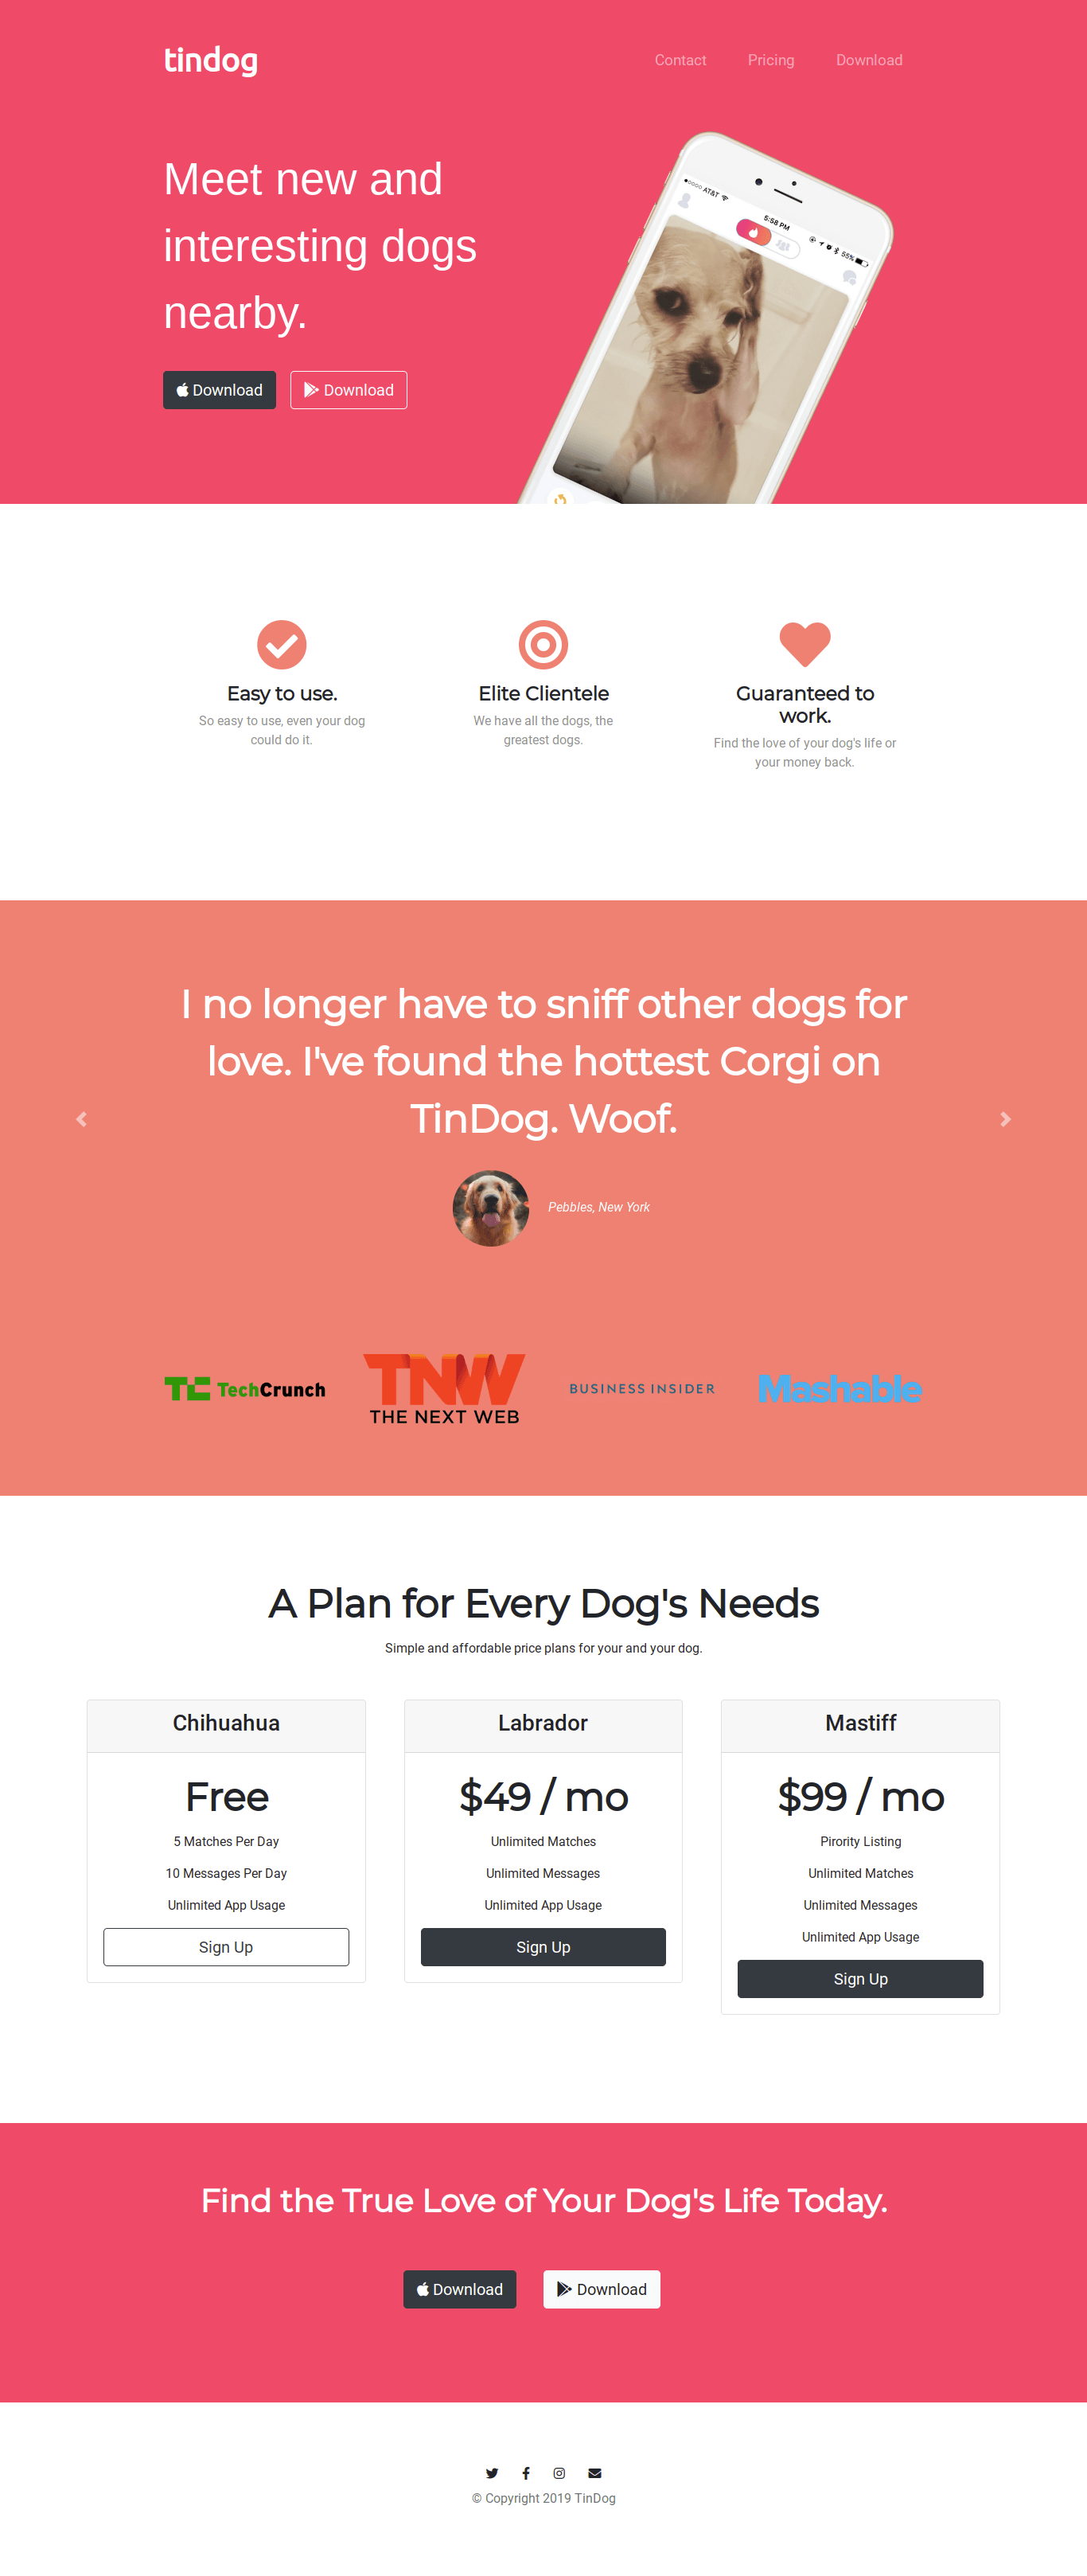 tindog
Contact Pricing Download
Meet new and
interesting dogs
nearby.
Download Download
AT&T 5:58 PM 55%
Easy to use.
So easy to use, even your dog
could do it.
Elite Clientele
We have all the dogs, the
greatest dogs.
Guaranteed to
work.
Find the love of your dog's life or
your money back.
I no longer have to sniff other dogs for
love. I've found the hottest Corgi on
TinDog. Woof.
Pebbles, New York
TC TechCrunch
TNW
THE NEXT WEB
BUSINESS INSIDER
Mashable
A Plan for Every Dog's Needs
Simple and affordable price plans for your and your dog.
Chihuahua
Free
5 Matches Per Day
10 Messages Per Day
Unlimited App Usage
Sign Up
Labrador
$49 / mo
Unlimited Matches
Unlimited Messages
Unlimited App Usage
Sign Up
Mastiff
$99 / mo
Pirority Listing
Unlimited Matches
Unlimited Messages
Unlimited App Usage
Sign Up
Find the True Love of Your Dog's Life Today.
Download Download
© Copyright 2019 TinDog